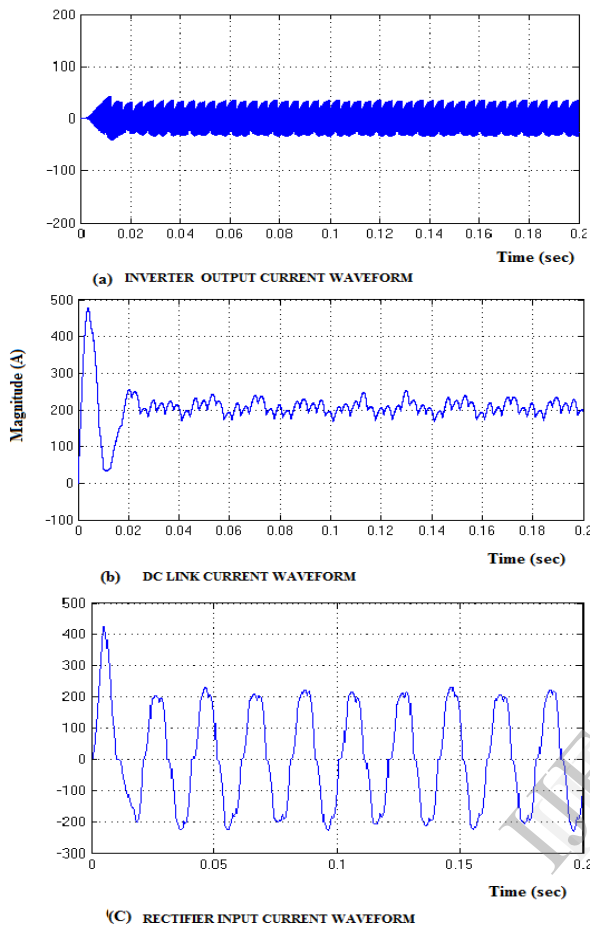 200
100
0
-100
-200
0 0.02 0.04 0.06 0.08 0.1 0.12 0.14 0.16 0.18 0.2
Time (sec)
(a) INVERTER OUTPUT CURRENT WAVEFORM
Magnitude (A)
500
400
300
200
100
0
-100
0 0.02 0.04 0.06 0.08 0.1 0.12 0.14 0.16 0.18 0.2
Time (sec)
(b) DC LINK CURRENT WAVEFORM
500
400
300
200
100
0
-100
-200
-300
0 0.05 0.1 0.15 0.2
Time (sec)
(C) RECTIFIER INPUT CURRENT WAVEFORM